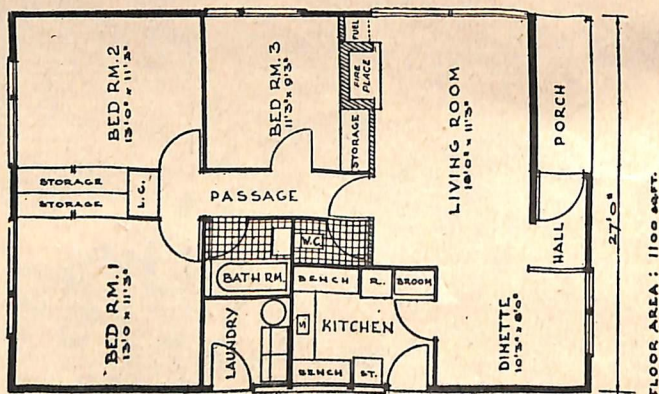 BED RM. 2
13'0" x 11'3"
BED RM. 3
11'3" x 9'3"
FUEL
FIRE
PLACE
STORAGE
LIVING ROOM
18'0" x 11'3"
PORCH
STORAGE
STORAGE
L.C.
PASSAGE
HALL
27'0"
W.C.
BATH RM.
BENCH
R.
BROOM
BED RM. 1
13'0" x 11'3"
LAUNDRY
S
KITCHEN
BENCH
ST.
DINETTE
10'3" x 8'0"
FLOOR AREA : 1100 SQ FT.